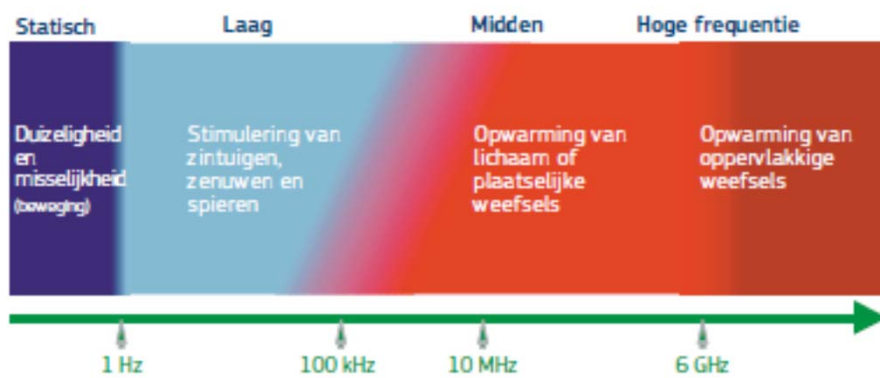 Statisch
Laag
Midden
Hoge frequentie
Duizeligheid
en
misselijkheid
(beweging)
Stimulering van
zintuigen,
zenuwen en
spieren
Opwarming van
lichaam of
plaatselijke
weefsels
Opwarming van
oppervlakkige
weefsels
1 Hz
100 kHz
10 MHz
6 GHz